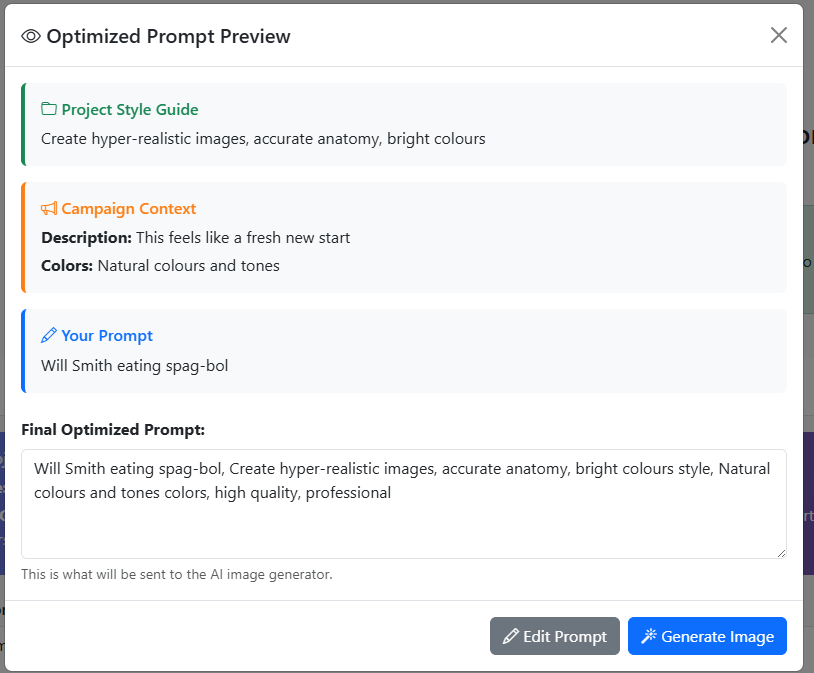 Optimized Prompt Preview
Project Style Guide
Create hyper-realistic images, accurate anatomy, bright colours
Campaign Context
Description: This feels like a fresh new start
Colors: Natural colours and tones
Your Prompt
Will Smith eating spag-bol
Final Optimized Prompt:
Will Smith eating spag-bol, Create hyper-realistic images, accurate anatomy, bright colours style, Natural
colours and tones colors, high quality, professional
This is what will be sent to the AI image generator.
Edit Prompt
Generate Image